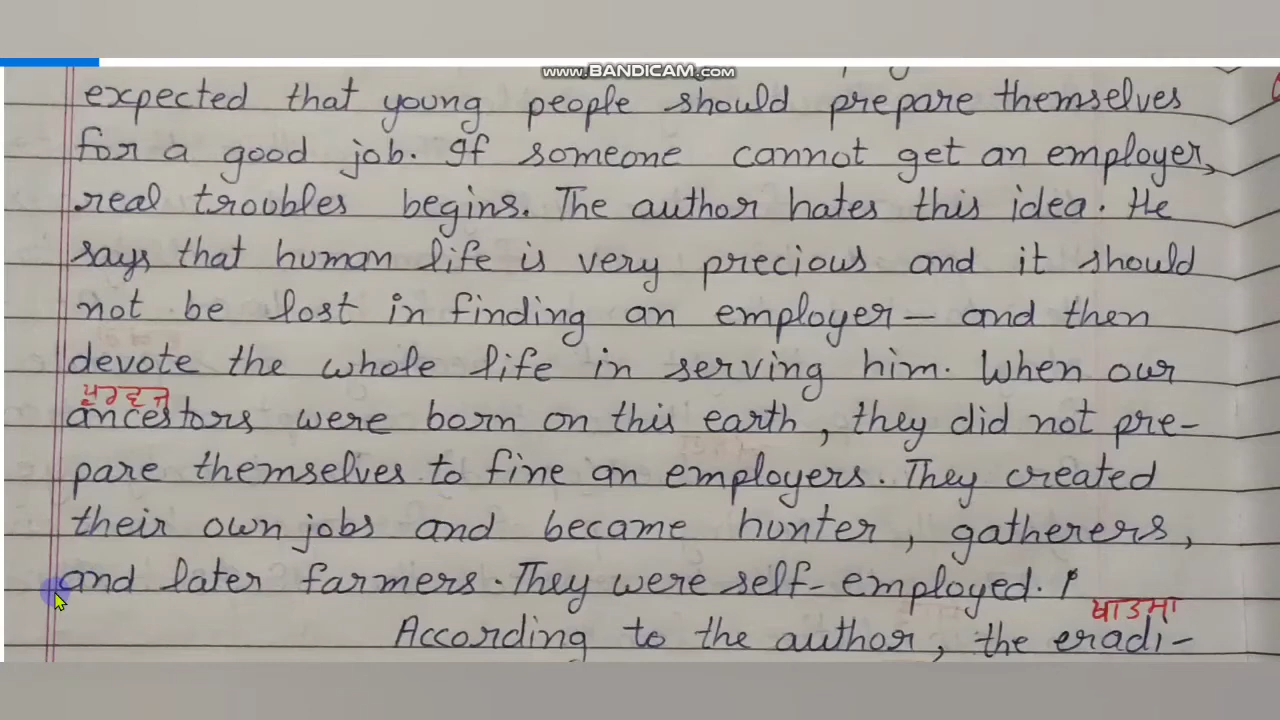 www.BANDICAM.com
expected that young people should prepare themselves
for a good job. If someone cannot get an employer,
real troubles begins. The author hates this idea. He
says that human life is very precious and it should
not be lost in finding an employer — and then
devote the whole life in serving him. When our
ਪੂਰਵਜ
ancestors were born on this earth, they did not pre-
pare themselves to fine an employers. They created
their own jobs and became hunter, gatherers,
and later farmers. They were self-employed.
ਖਾਤਮਾ
According to the author, the eradi-